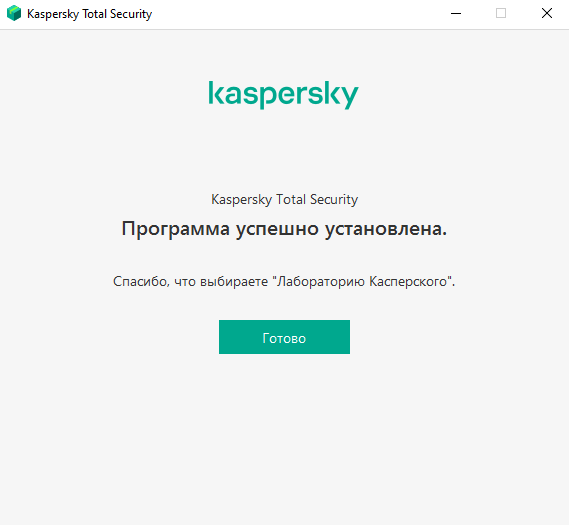 Kaspersky Total Security
kaspersky
Kaspersky Total Security
Программа успешно установлена.
Спасибо, что выбираете "Лабораторию Касперского".
Готово